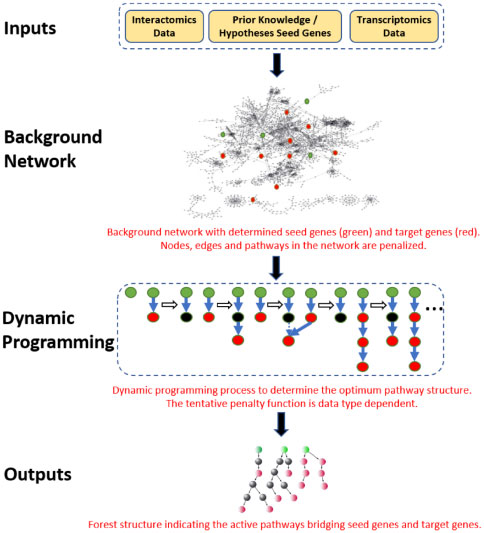 Inputs
Interactomics
Data
Prior Knowledge /
Hypotheses Seed Genes
Transcriptomics
Data
Background
Network
Background network with determined seed genes (green) and target genes (red).
Nodes, edges and pathways in the network are penalized.
Dynamic
Programming
...
Dynamic programming process to determine the optimum pathway structure.
The tentative penalty function is data type dependent.
Outputs
Forest structure indicating the active pathways bridging seed genes and target genes.